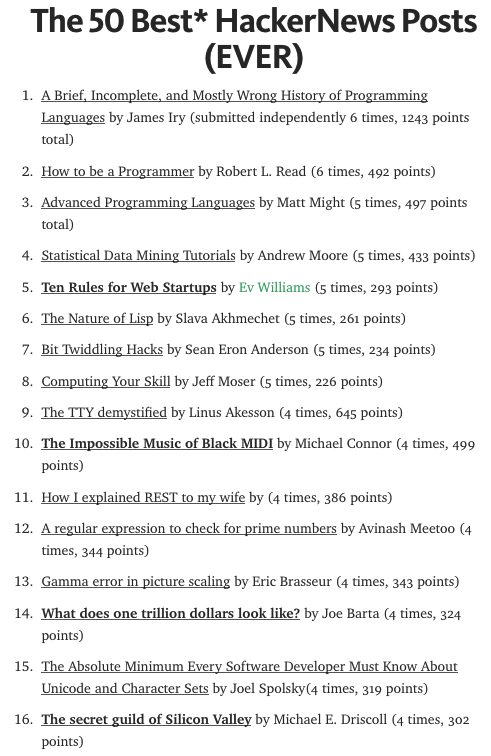 The 50 Best* HackerNews Posts
(EVER)
1. A Brief, Incomplete, and Mostly Wrong History of Programming
Languages by James Iry (submitted independently 6 times, 1243 points
total)
2. How to be a Programmer by Robert L. Read (6 times, 492 points)
3. Advanced Programming Languages by Matt Might (5 times, 497 points
total)
4. Statistical Data Mining Tutorials by Andrew Moore (5 times, 433 points)
5. Ten Rules for Web Startups by Ev Williams (5 times, 293 points)
6. The Nature of Lisp by Slava Akhmechet (5 times, 261 points)
7. Bit Twiddling Hacks by Sean Eron Anderson (5 times, 234 points)
8. Computing Your Skill by Jeff Moser (5 times, 226 points)
9. The TTY demystified by Linus Akesson (4 times, 645 points)
10. The Impossible Music of Black MIDI by Michael Connor (4 times, 499
points)
11. How I explained REST to my wife by (4 times, 386 points)
12. A regular expression to check for prime numbers by Avinash Meetoo (4
times, 344 points)
13. Gamma error in picture scaling by Eric Brasseur (4 times, 343 points)
14. What does one trillion dollars look like? by Joe Barta (4 times, 324
points)
15. The Absolute Minimum Every Software Developer Must Know About
Unicode and Character Sets by Joel Spolsky(4 times, 319 points)
16. The secret guild of Silicon Valley by Michael E. Driscoll (4 times, 302
points)